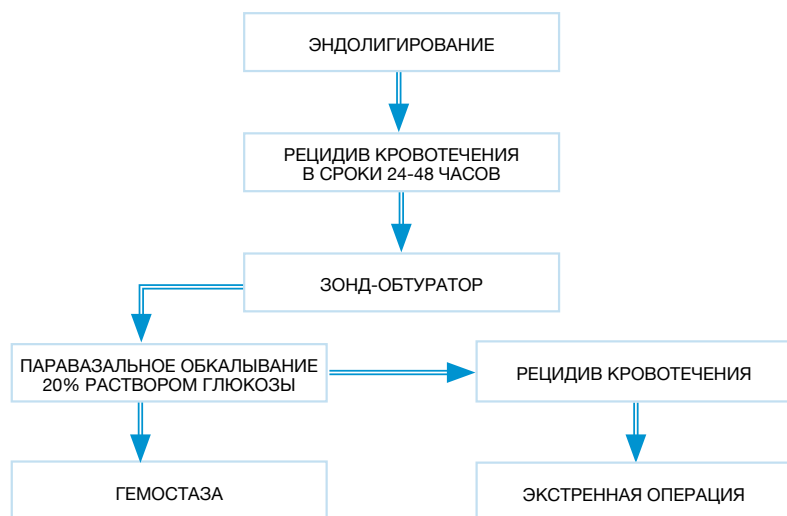 ЭНДОЛИГИРОВАНИЕ
РЕЦИДИВ КРОВОТЕЧЕНИЯ
В СРОКИ 24-48 ЧАСОВ
ЗОНД-ОБТУРАТОР
ПАРАВАЗАЛЬНОЕ ОБКАЛЫВАНИЕ
20% РАСТВОРОМ ГЛЮКОЗЫ
РЕЦИДИВ КРОВОТЕЧЕНИЯ
ГЕМОСТАЗА
ЭКСТРЕННАЯ ОПЕРАЦИЯ